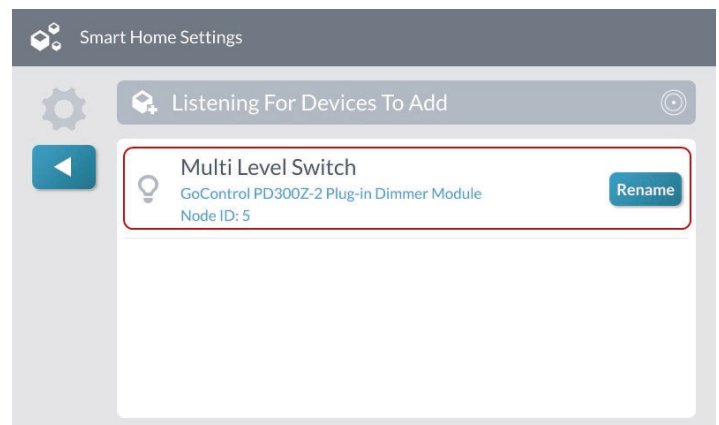 Smart Home Settings
Listening For Devices To Add
Multi Level Switch
GoControl PD300Z-2 Plug-in Dimmer Module
Rename
Node ID: 5